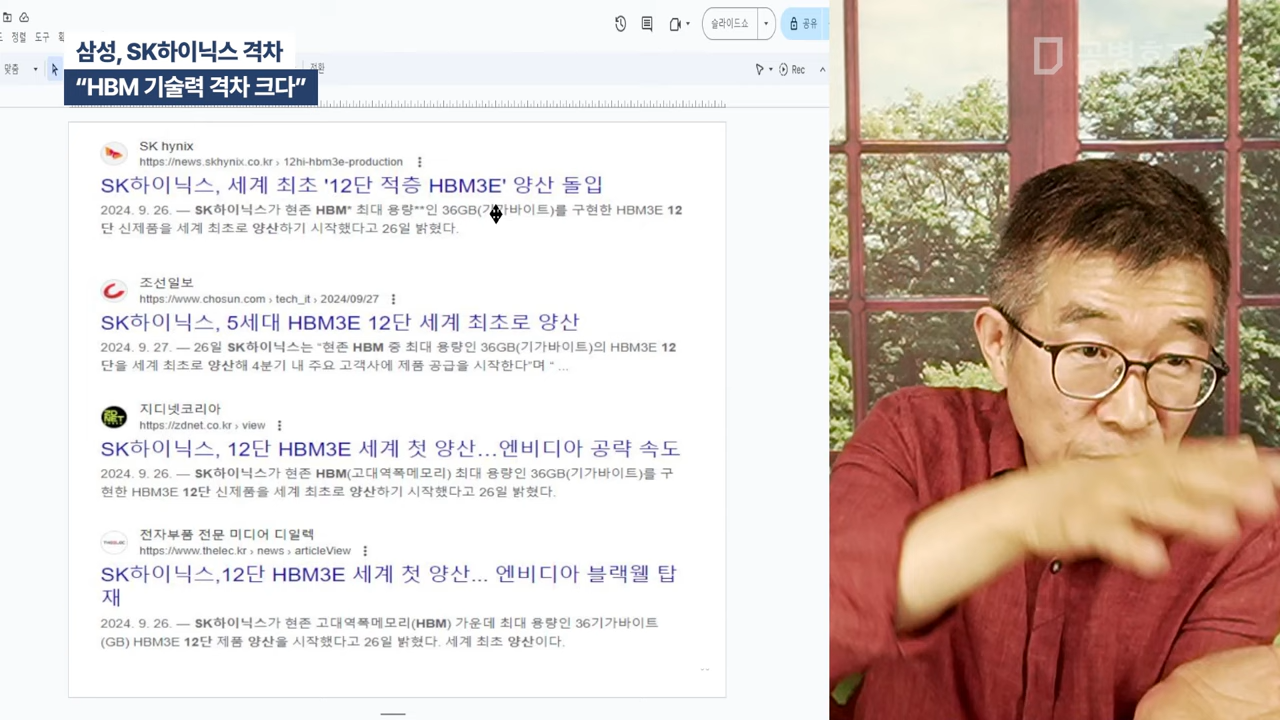 정렬 도구
슬라이드쇼
공유
맞춤
전환
Rec
삼성, SK하이닉스 격차
“HBM 기술력 격차 크다”
SK hynix
https://news.skhynix.co.kr › 12hi-hbm3e-production
SK하이닉스, 세계 최초 '12단 적층 HBM3E' 양산 돌입
2024. 9. 26. — SK하이닉스가 현존 HBM* 최대 용량**인 36GB(기가바이트)를 구현한 HBM3E 12
단 신제품을 세계 최초로 양산하기 시작했다고 26일 밝혔다.
조선일보
https://www.chosun.com › tech_it › 2024/09/27
SK하이닉스, 5세대 HBM3E 12단 세계 최초로 양산
2024. 9. 27. — 26일 SK하이닉스는 “현존 HBM 중 최대 용량인 36GB(기가바이트)의 HBM3E 12
단을 세계 최초로 양산해 4분기 내 주요 고객사에 제품 공급을 시작한다”며 “ ...
지디넷코리아
https://zdnet.co.kr › view
SK하이닉스, 12단 HBM3E 세계 첫 양산...엔비디아 공략 속도
2024. 9. 26. — SK하이닉스가 현존 HBM(고대역폭메모리) 최대 용량인 36GB(기가바이트)를 구
현한 HBM3E 12단 신제품을 세계 최초로 양산하기 시작했다고 26일 밝혔다.
전자부품 전문 미디어 디일렉
https://www.thelec.kr › news › articleView
SK하이닉스,12단 HBM3E 세계 첫 양산... 엔비디아 블랙웰 탑
재
2024. 9. 26. — SK하이닉스가 현존 고대역폭메모리(HBM) 가운데 최대 용량인 36기가바이트
(GB) HBM3E 12단 제품 양산을 시작했다고 26일 밝혔다. 세계 최초 양산이다.